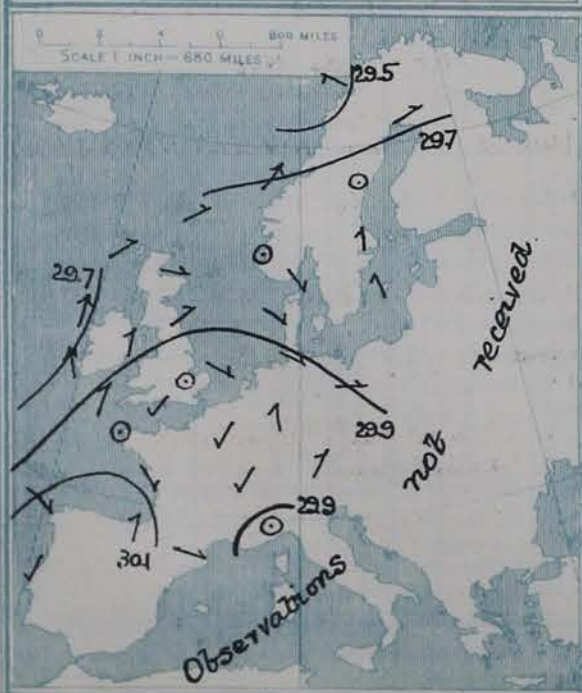 0 2 4 6 800 MILES
SCALE 1 INCH = 680 MILES
29.5
29.7
29.7
29.9
29.9
30.1
Observations
not
received